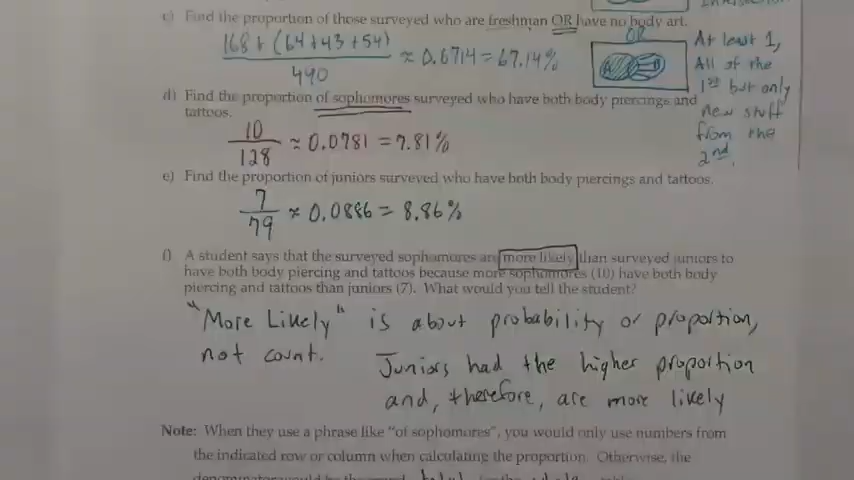 c) Find the proportion of those surveyed who are freshman OR have no body art.
168 + (64+43+54)
490
≈ 0.6714 = 67.14%
OR
At least 1,
All of the
1st but only
new stuff
from the
2nd.
d) Find the proportion of sophomores surveyed who have both body piercings and
tattoos.
10
128
≈ 0.0781 = 7.81%
e) Find the proportion of juniors surveyed who have both body piercings and tattoos.
7
79
≈ 0.0886 = 8.86%
f) A student says that the surveyed sophomores are more likely than surveyed juniors to
have both body piercing and tattoos because more sophomores (10) have both body
piercing and tattoos than juniors (7). What would you tell the student?
"More Likely" is about probability or proportion,
not count. Juniors had the higher proportion
and, therefore, are more likely
Note: When they use a phrase like "of sophomores", you would only use numbers from
the indicated row or column when calculating the proportion. Otherwise, the